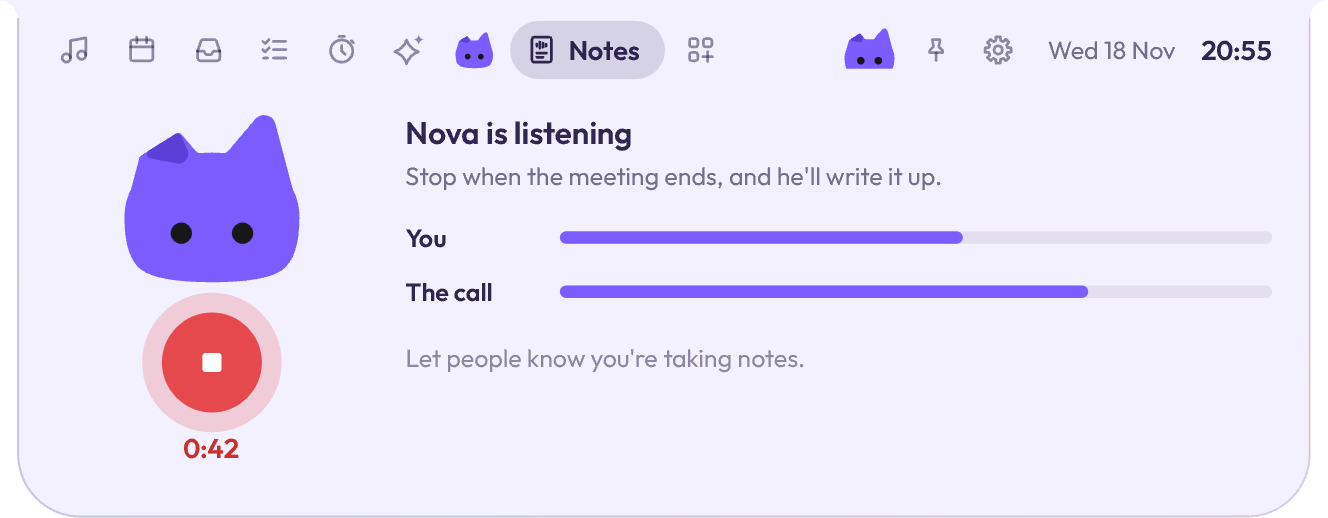 Notes
Wed 18 Nov 20:55
Nova is listening
Stop when the meeting ends, and he'll write it up.
You
The call
Let people know you're taking notes.
0:42